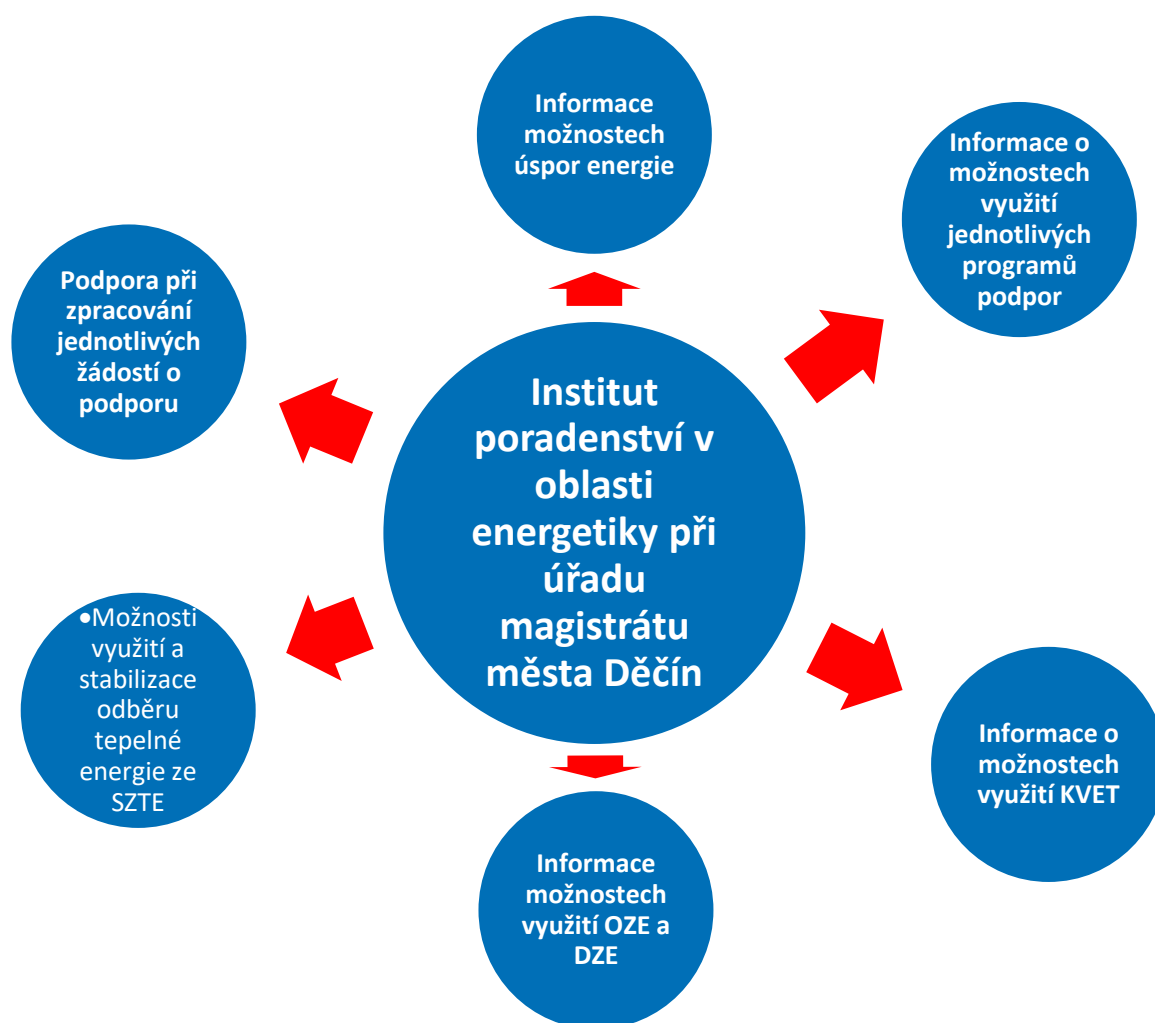 Informace
možnostech
úspor energie
Informace o
možnostech
využití
jednotlivých
programů
podpor
Podpora při
zpracování
jednotlivých
žádostí o
podporu
Institut
poradenství v
oblasti
energetiky při
úřadu
magistrátu
města Děčín
•Možnosti
využití a
stabilizace
odběru
tepelné
energie ze
SZTE
Informace o
možnostech
využití KVET
Informace
možnostech
využití OZE a
DZE